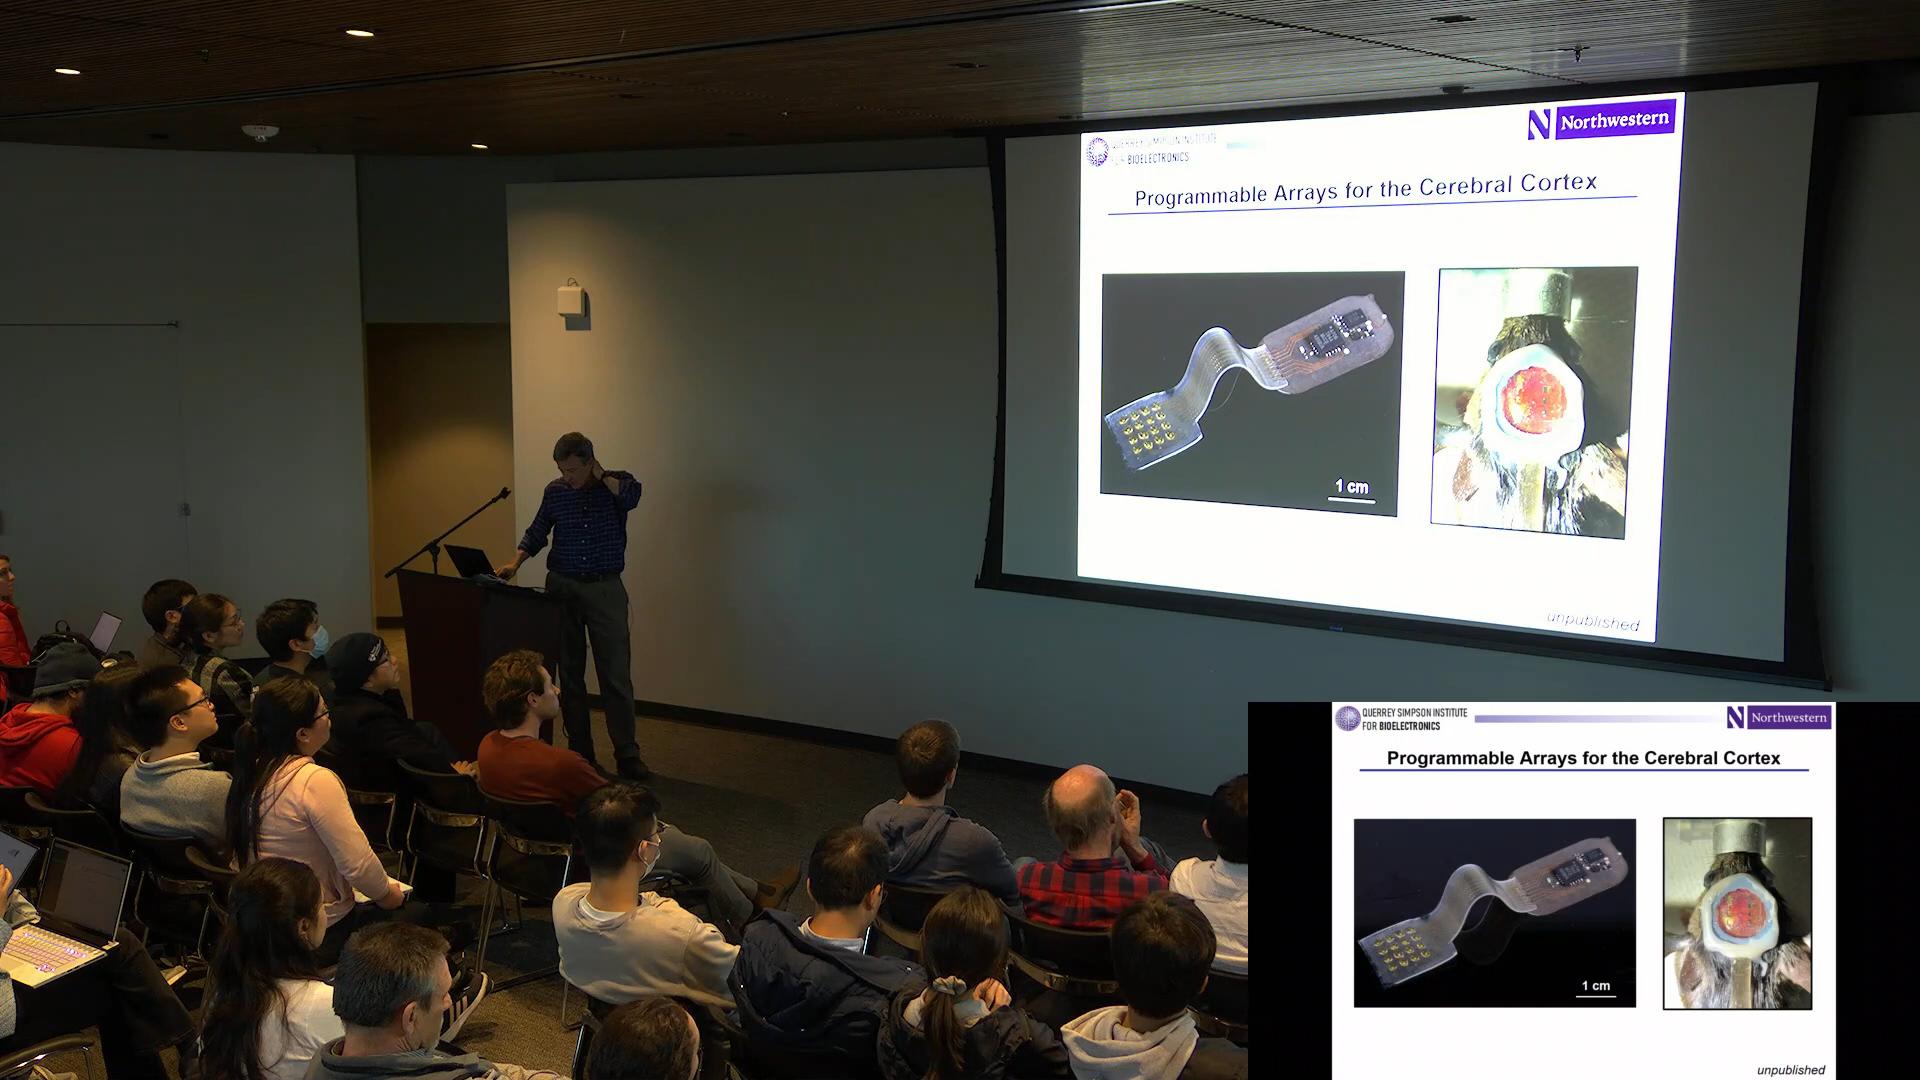 QUERREY SIMPSON INSTITUTE
FOR BIOELECTRONICS
N Northwestern
Programmable Arrays for the Cerebral Cortex
1 cm
unpublished
QUERREY SIMPSON INSTITUTE
FOR BIOELECTRONICS
N Northwestern
Programmable Arrays for the Cerebral Cortex
1 cm
unpublished